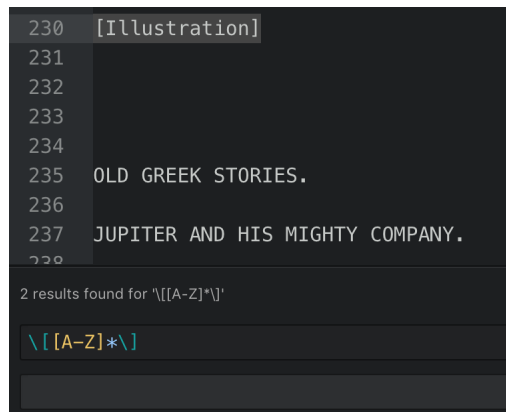 230 [Illustration]
231
232
233
234
235 OLD GREEK STORIES.
236
237 JUPITER AND HIS MIGHTY COMPANY.
238
2 results found for '\[[A-Z]*\]'
\[[A-Z]*\]